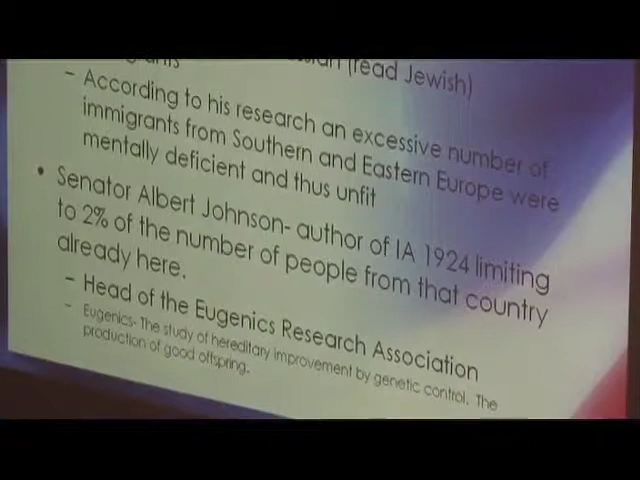 (read Jewish)
– According to his research an excessive number of
immigrants from Southern and Eastern Europe were
mentally deficient and thus unfit
• Senator Albert Johnson- author of IA 1924 limiting
to 2% of the number of people from that country
already here.
– Head of the Eugenics Research Association
– Eugenics- The study of hereditary improvement by genetic control. The
production of good offspring.